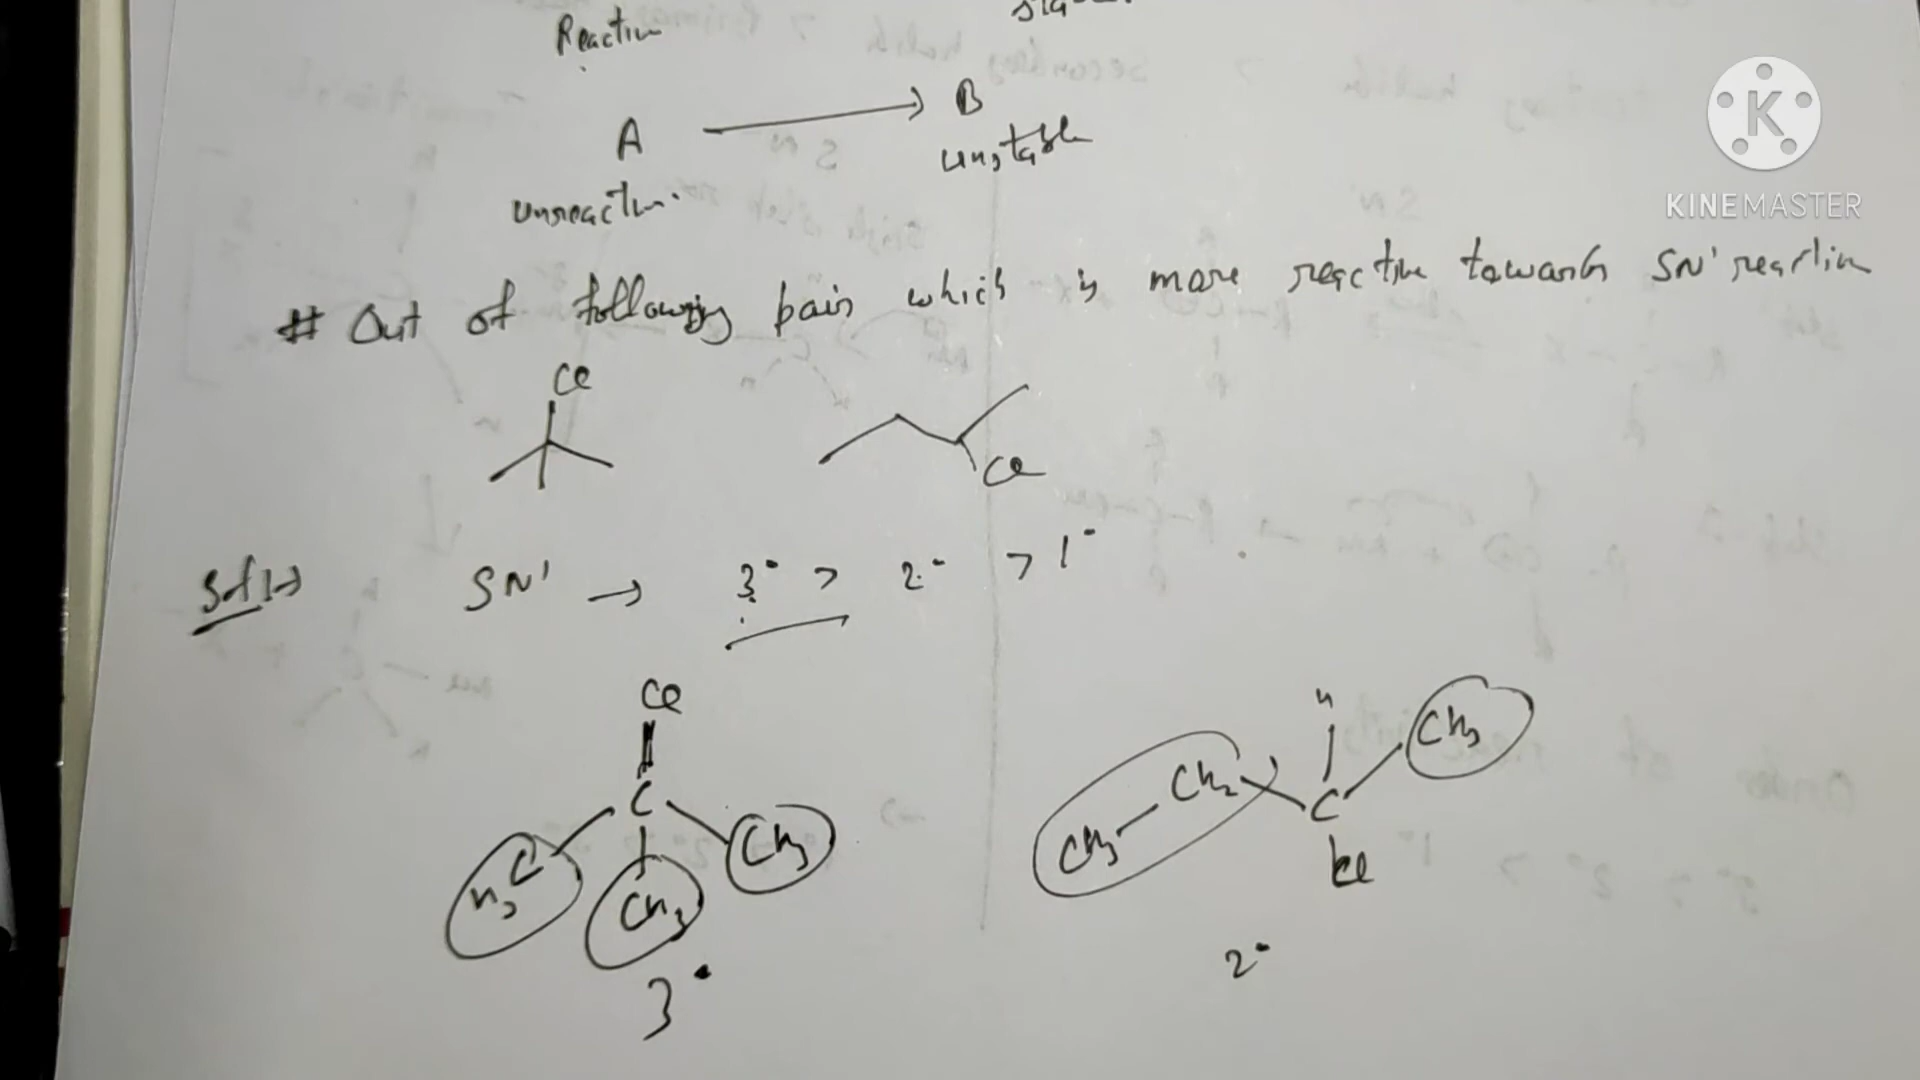 Reactive
A → B
unstable
Unreactive.
KINEMASTER
# Out of following pair which is more reactive towards SN' reaction
Cl
Cl
Sol→ SN' → 3° > 2° > 1°
Cl
H
C
CH3
CH3
CH2
C
H3C
CH3
CH3
Cl
3°
2°